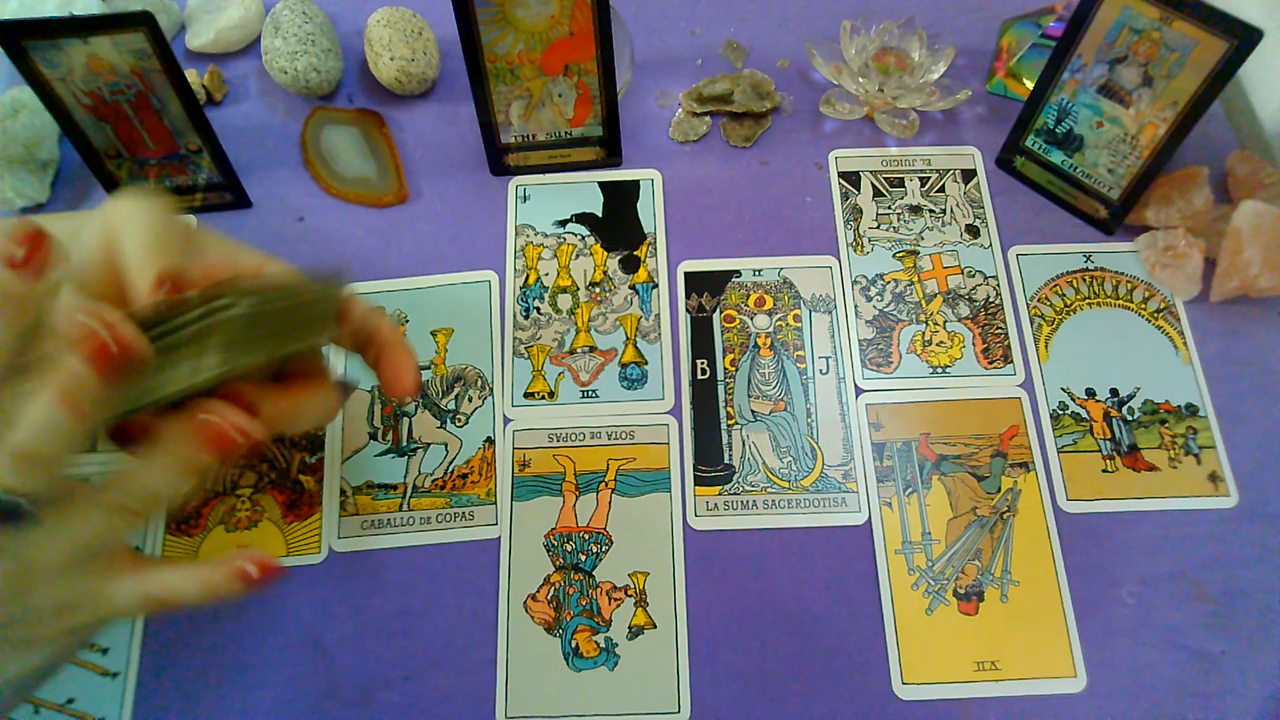 THE SUN.
THE CHARIOT
EL JUICIO
X
VII
II
B
J
CABALLO DE COPAS
SOTA DE COPAS
LA SUMA SACERDOTISA
VII